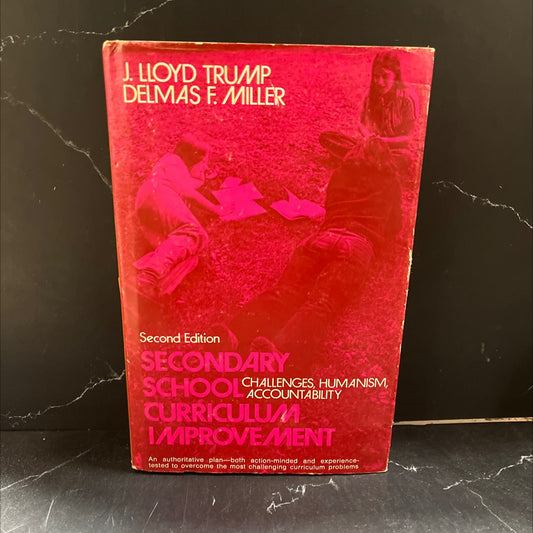 J. LLOYD TRUMP
DELMAS F. MILLER
Second Edition
SECONDARY
SCHOOL CHALLENGES, HUMANISM,
ACCOUNTABILITY
CURRICULUM
IMPROVEMENT
An authoritative plan—both action-minded and experience-
tested to overcome the most challenging curriculum problems